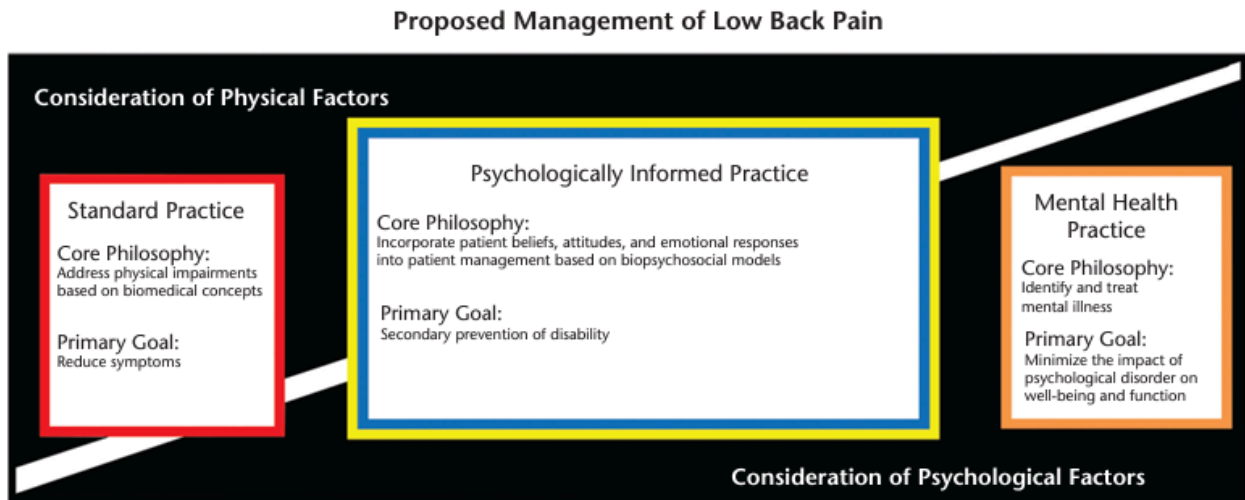 Proposed Management of Low Back Pain
Consideration of Physical Factors
Standard Practice
Core Philosophy:
Address physical impairments
based on biomedical concepts
Primary Goal:
Reduce symptoms
Psychologically Informed Practice
Core Philosophy:
Incorporate patient beliefs, attitudes, and emotional responses
into patient management based on biopsychosocial models
Primary Goal:
Secondary prevention of disability
Mental Health
Practice
Core Philosophy:
Identify and treat
mental illness
Primary Goal:
Minimize the impact of
psychological disorder on
well-being and function
Consideration of Psychological Factors